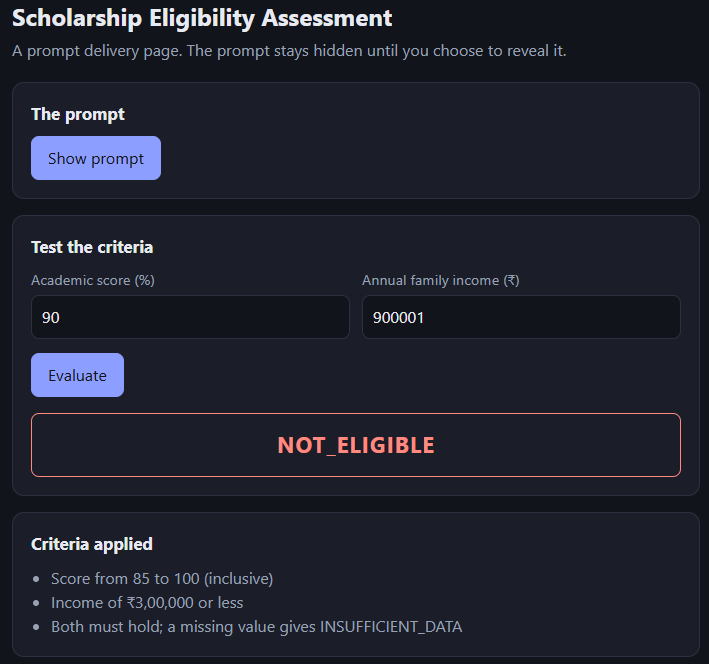 Scholarship Eligibility Assessment
A prompt delivery page. The prompt stays hidden until you choose to reveal it.
The prompt
Show prompt
Test the criteria
Academic score (%)
Annual family income (₹)
90
900001
Evaluate
NOT_ELIGIBLE
Criteria applied
Score from 85 to 100 (inclusive)
Income of ₹3,00,000 or less
Both must hold; a missing value gives INSUFFICIENT_DATA